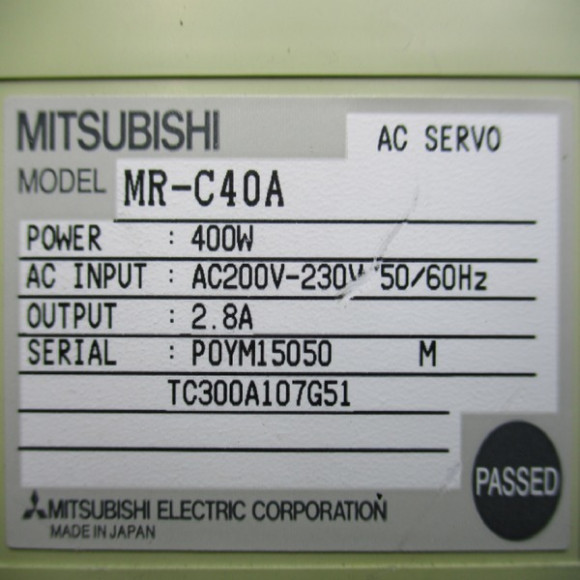 MITSUBISHI
AC SERVO
MODEL MR-C40A
POWER : 400W
AC INPUT : AC200V-230V 50/60Hz
OUTPUT : 2.8A
SERIAL : P0YM15050 M
TC300A107G51
PASSED
MITSUBISHI ELECTRIC CORPORATION
MADE IN JAPAN